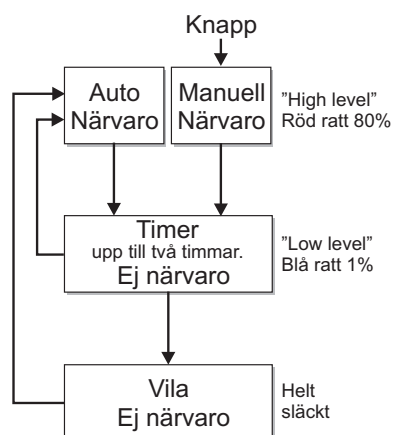 Knapp
Auto
Närvaro
Manuell
Närvaro
”High level”
Röd ratt 80%
Timer
upp till två timmar.
Ej närvaro
”Low level”
Blå ratt 1%
Vila
Ej närvaro
Helt
släckt